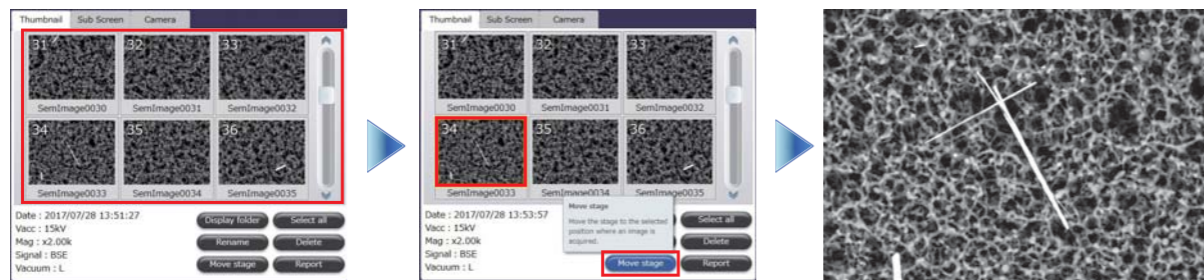 Thumbnail Sub Screen Camera
31 32 33
SemImage0030 SemImage0031 SemImage0032
34 35 36
SemImage0033 SemImage0034 SemImage0035
Date : 2017/07/28 13:51:27
Vacc : 15kV
Mag : x2.00k
Signal : BSE
Vacuum : L
Display folder Select all
Rename Delete
Move stage Report
Thumbnail Sub Screen Camera
31 32 33
SemImage0030 SemImage0031 SemImage0032
34 35 36
SemImage0033 SemImage0034 SemImage0035
Date : 2017/07/28 13:53:57
Vacc : 15kV
Mag : x2.00k
Signal : BSE
Vacuum : L
Move stage
Move the stage to the selected
position where an image is
acquired.
Select all
Delete
Move stage Report